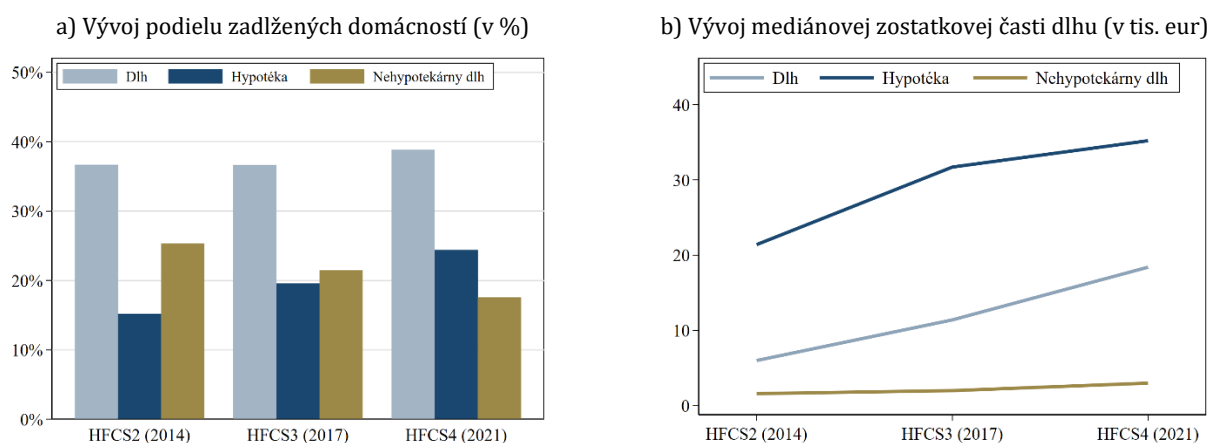 a) Vývoj podielu zadlžených domácností (v %)
50%
Dlh
Hypotéka
Nehypotekárny dlh
40%
30%
20%
10%
0%
HFCS2 (2014)
HFCS3 (2017)
HFCS4 (2021)
b) Vývoj mediánovej zostatkovej časti dlhu (v tis. eur)
Dlh
Hypotéka
Nehypotekárny dlh
40
30
20
10
0
HFCS2 (2014)
HFCS3 (2017)
HFCS4 (2021)